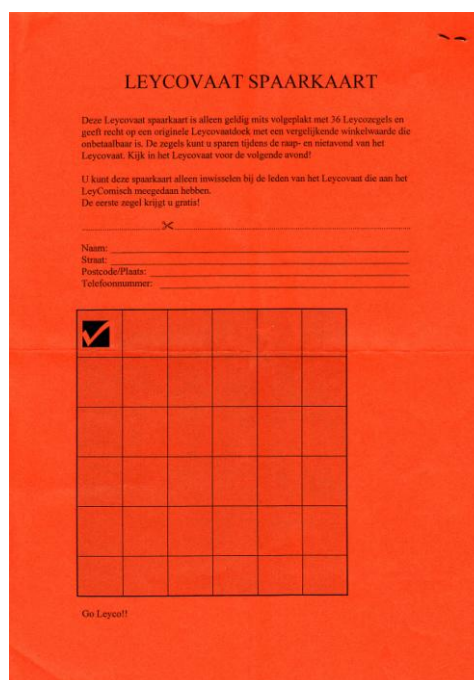 LEYCOVAAT SPAARKAART
Deze Leycovaat spaarkaart is alleen geldig mits volgeplakt met 36 Leycozegels en
geeft recht op een originele Leycovaatdoek met een vergelijkende winkelwaarde die
onbetaalbaar is. De zegels kunt u sparen tijdens de raap- en nietavond van het
Leycovaat. Kijk in het Leycovaat voor de volgende avond!
U kunt deze spaarkaart alleen inwisselen bij de leden van het Leycovaat die aan het
LeyComisch meegedaan hebben.
De eerste zegel krijgt u gratis!
Naam:
Straat:
Postcode/Plaats:
Telefoonnummer:
Go Leyco!!